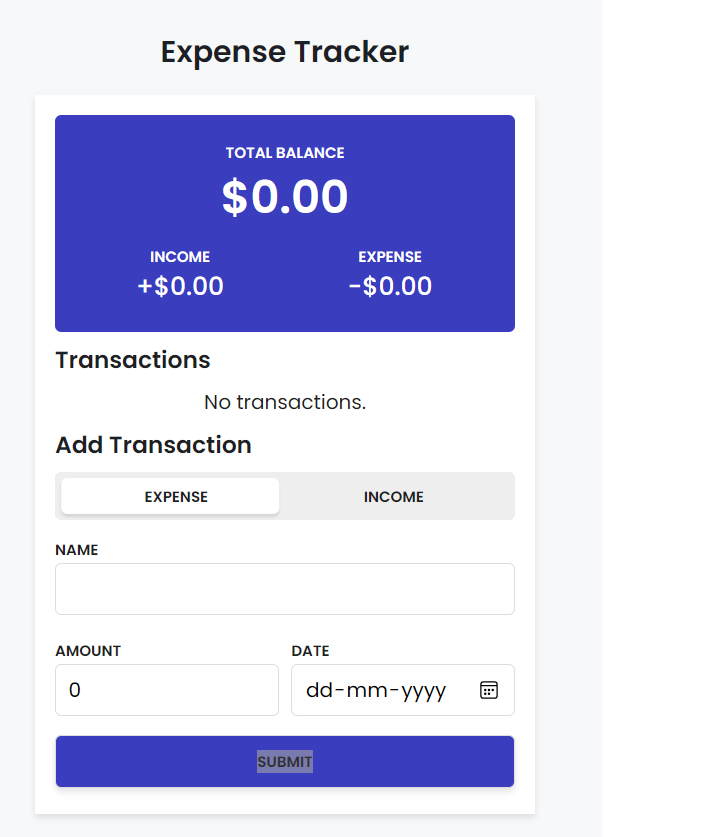 Expense Tracker
TOTAL BALANCE
$0.00
INCOME EXPENSE
+$0.00 -$0.00
Transactions
No transactions.
Add Transaction
EXPENSE INCOME
NAME
AMOUNT DATE
0 dd-mm-yyyy
SUBMIT